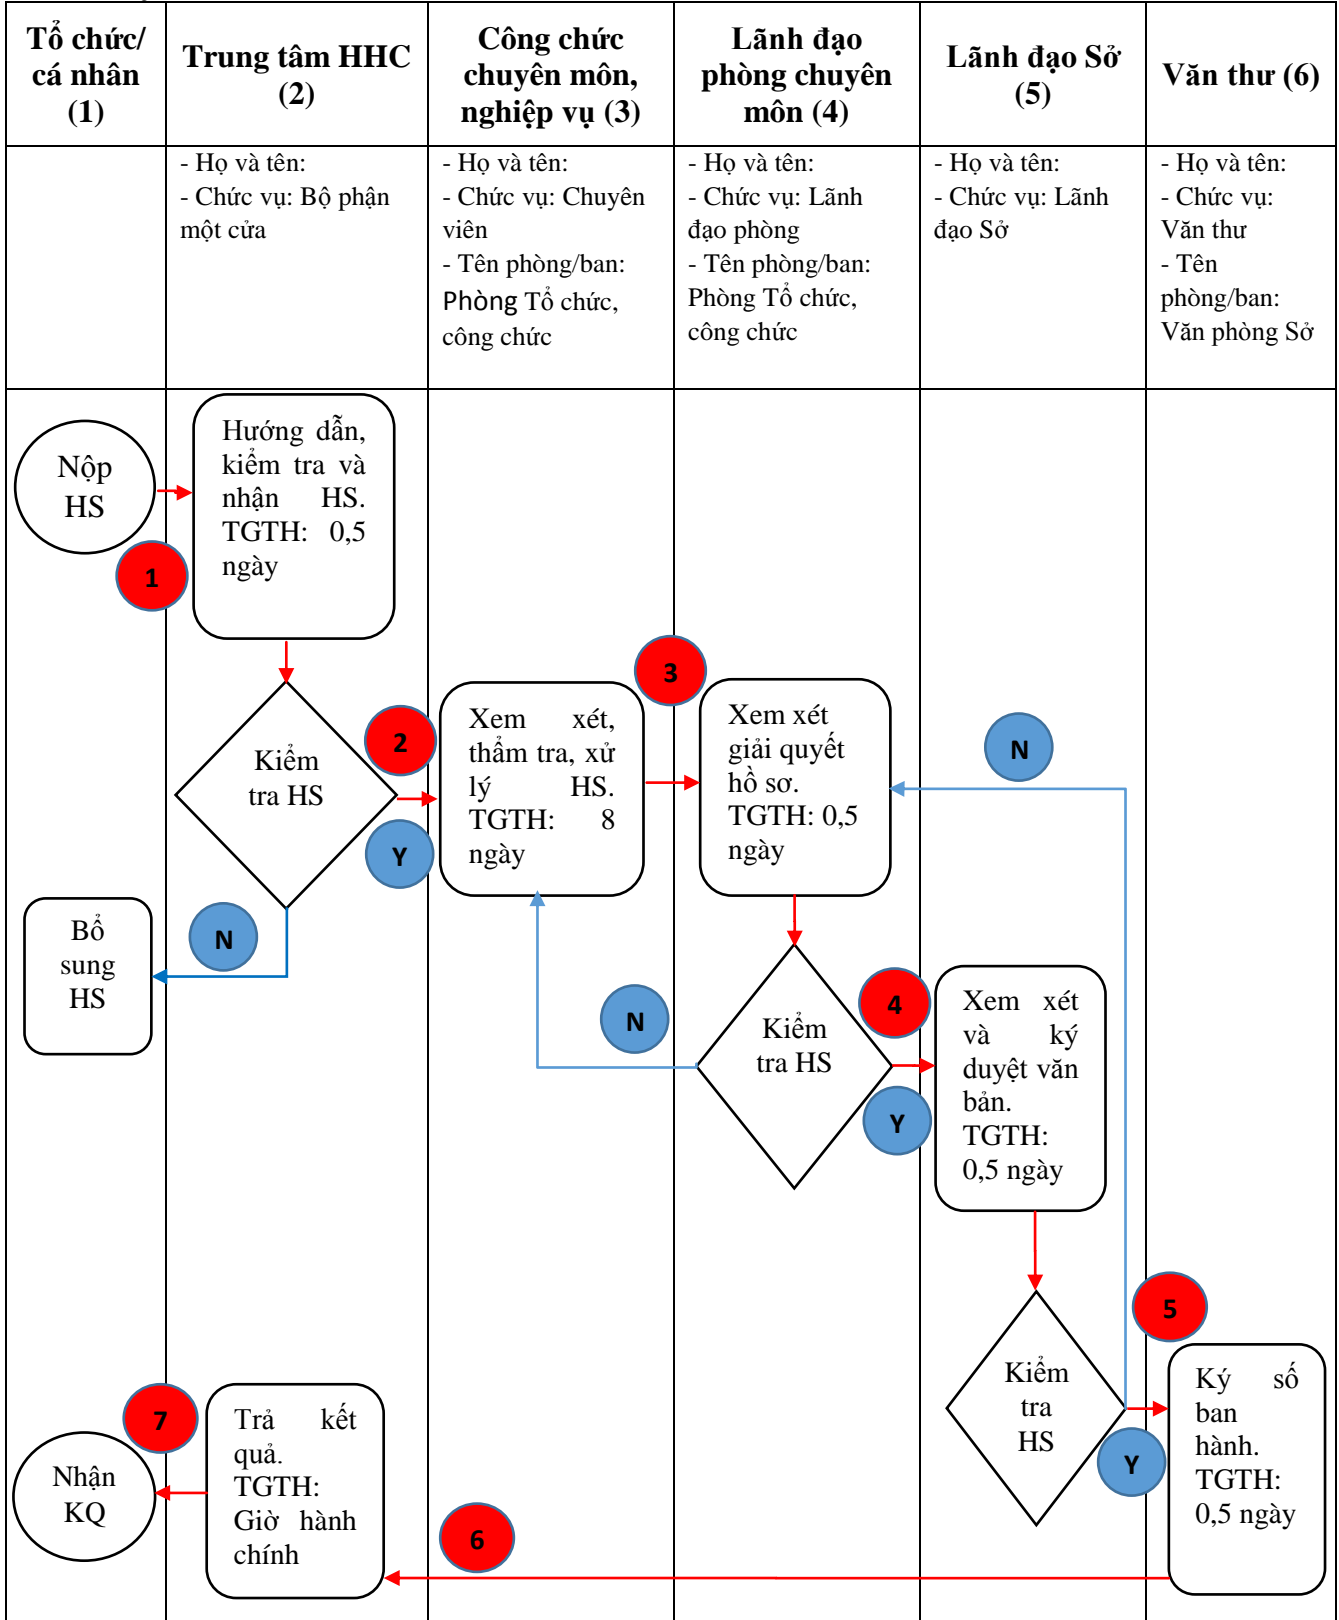 Tổ chức/
cá nhân
(1)
Trung tâm HHC
(2)
Công chức
chuyên môn,
nghiệp vụ (3)
Lãnh đạo
phòng chuyên
môn (4)
Lãnh đạo Sở
(5)
Văn thư (6)
- Họ và tên:
- Chức vụ: Bộ phận
một cửa
- Họ và tên:
- Chức vụ: Chuyên
viên
- Tên phòng/ban:
Phòng Tổ chức,
công chức
- Họ và tên:
- Chức vụ: Lãnh
đạo phòng
- Tên phòng/ban:
Phòng Tổ chức,
công chức
- Họ và tên:
- Chức vụ: Lãnh
đạo Sở
- Họ và tên:
- Chức vụ:
Văn thư
- Tên
phòng/ban:
Văn phòng Sở
Nộp
HS
1
Hướng dẫn,
kiểm tra và
nhận HS.
TGTH: 0,5
ngày
Kiểm
tra HS
2
Y
N
Bổ
sung
HS
Xem xét,
thẩm tra, xử
lý HS.
TGTH: 8
ngày
3
Xem xét
giải quyết
hồ sơ.
TGTH: 0,5
ngày
N
Kiểm
tra HS
N
4
Y
Xem xét
và ký
duyệt văn
bản.
TGTH:
0,5 ngày
Kiểm
tra
HS
5
Y
Ký số
ban
hành.
TGTH:
0,5 ngày
6
Trả kết
quả.
TGTH:
Giờ hành
chính
7
Nhận
KQ